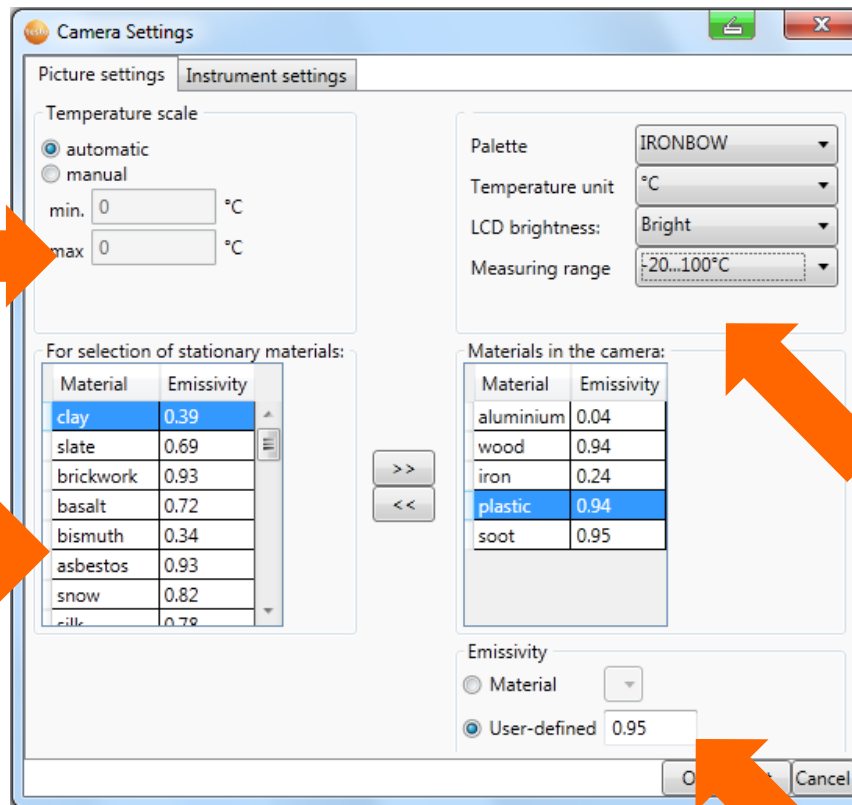 testo Camera Settings
Picture settings Instrument settings
Temperature scale
automatic
manual
min. 0 °C
max 0 °C
Palette IRONBOW
Temperature unit °C
LCD brightness: Bright
Measuring range -20...100°C
For selection of stationary materials:
Material Emissivity
clay 0.39
slate 0.69
brickwork 0.93
basalt 0.72
bismuth 0.34
asbestos 0.93
snow 0.82
silk 0.78
>>
<<
Materials in the camera:
Material Emissivity
aluminium 0.04
wood 0.94
iron 0.24
plastic 0.94
soot 0.95
Emissivity
Material
User-defined 0.95
Cancel